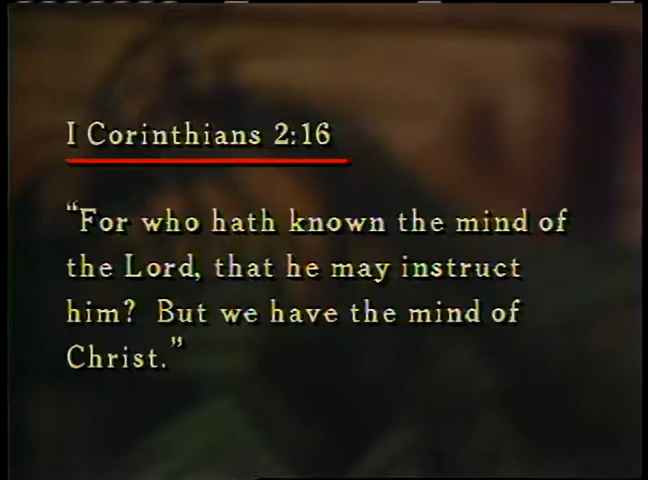 I Corinthians 2:16
“For who hath known the mind of
the Lord, that he may instruct
him?  But we have the mind of
Christ.”